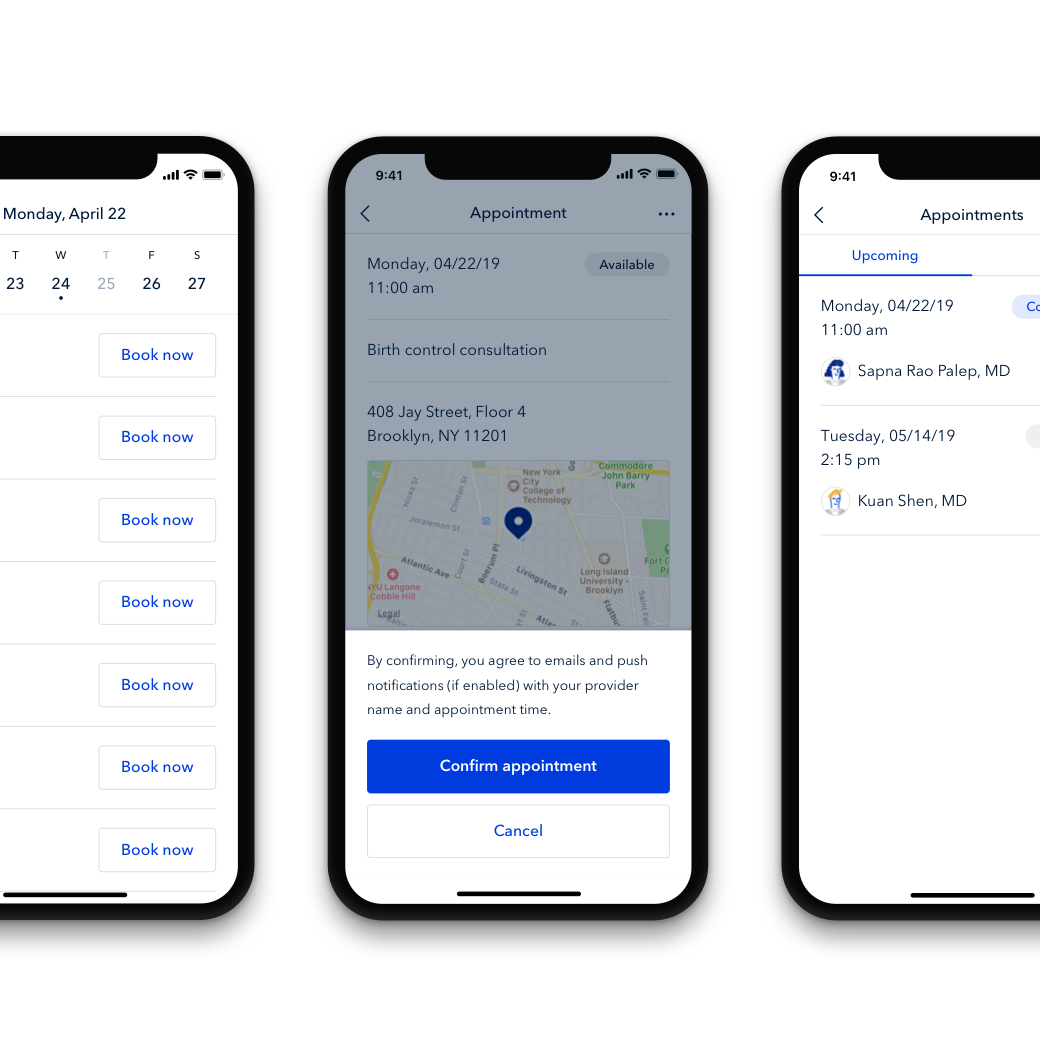 Monday, April 22
T W T F S
23 24 25 26 27
Book now
Book now
Book now
Book now
Book now
Book now
Book now
9:41
Appointment
Monday, 04/22/19
Available
11:00 am
Birth control consultation
408 Jay Street, Floor 4
Brooklyn, NY 11201
New York
City
College of
Technology
Commodore
John Barry
Park
Hicks St
Clinton St
Joralemon St
Court St
Boerum Pl
Atlantic Ave
Livingston St
State St
NYU Langone
Cobble Hill
Long Island
University -
Brooklyn
Fort
Legal
By confirming, you agree to emails and push
notifications (if enabled) with your provider
name and appointment time.
Confirm appointment
Cancel
9:41
Appointments
Upcoming
Monday, 04/22/19
Co
11:00 am
Sapna Rao Palep, MD
Tuesday, 05/14/19
2:15 pm
Kuan Shen, MD